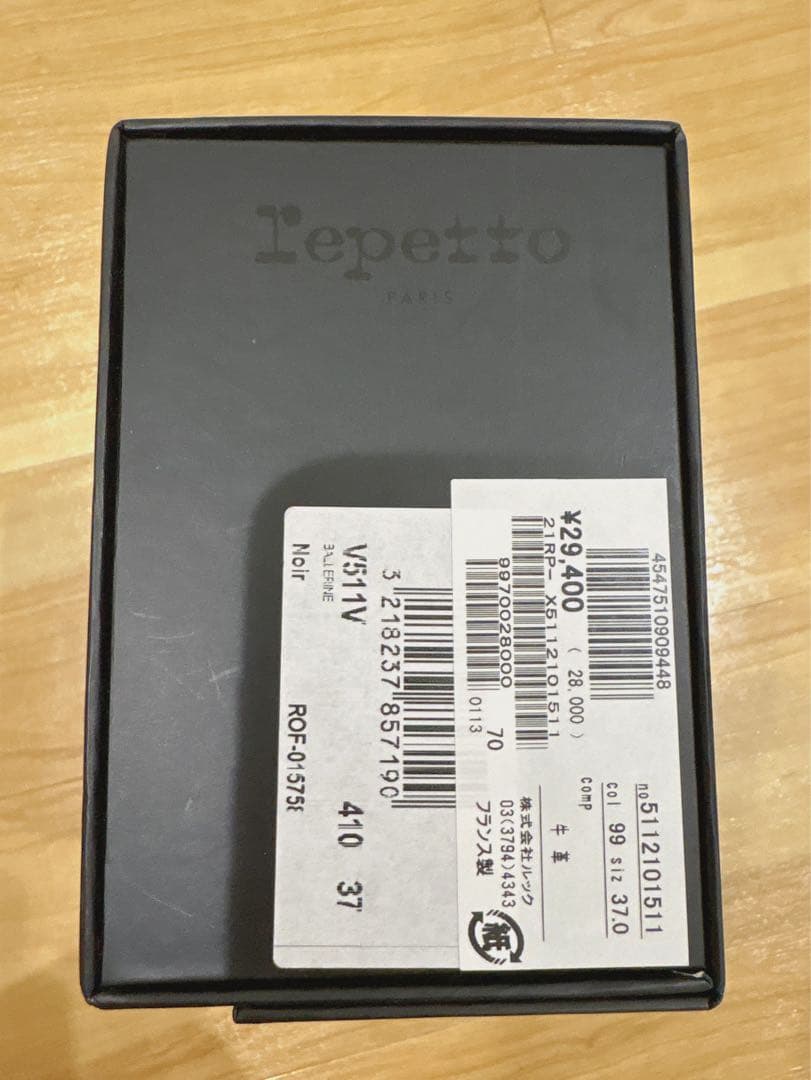 repetto
PARIS
V511V
BALLERINE
Noir
3 218237 857190
ROF-01575
410 37
4547510909448
¥29,400 ( 28,000 )
21RP- X5112101511
9970028000
70
0113
no 5112101511
col 99 siz 37.0
comp
牛革
株式会社ルック
03(3794)4343
フランス製
紙